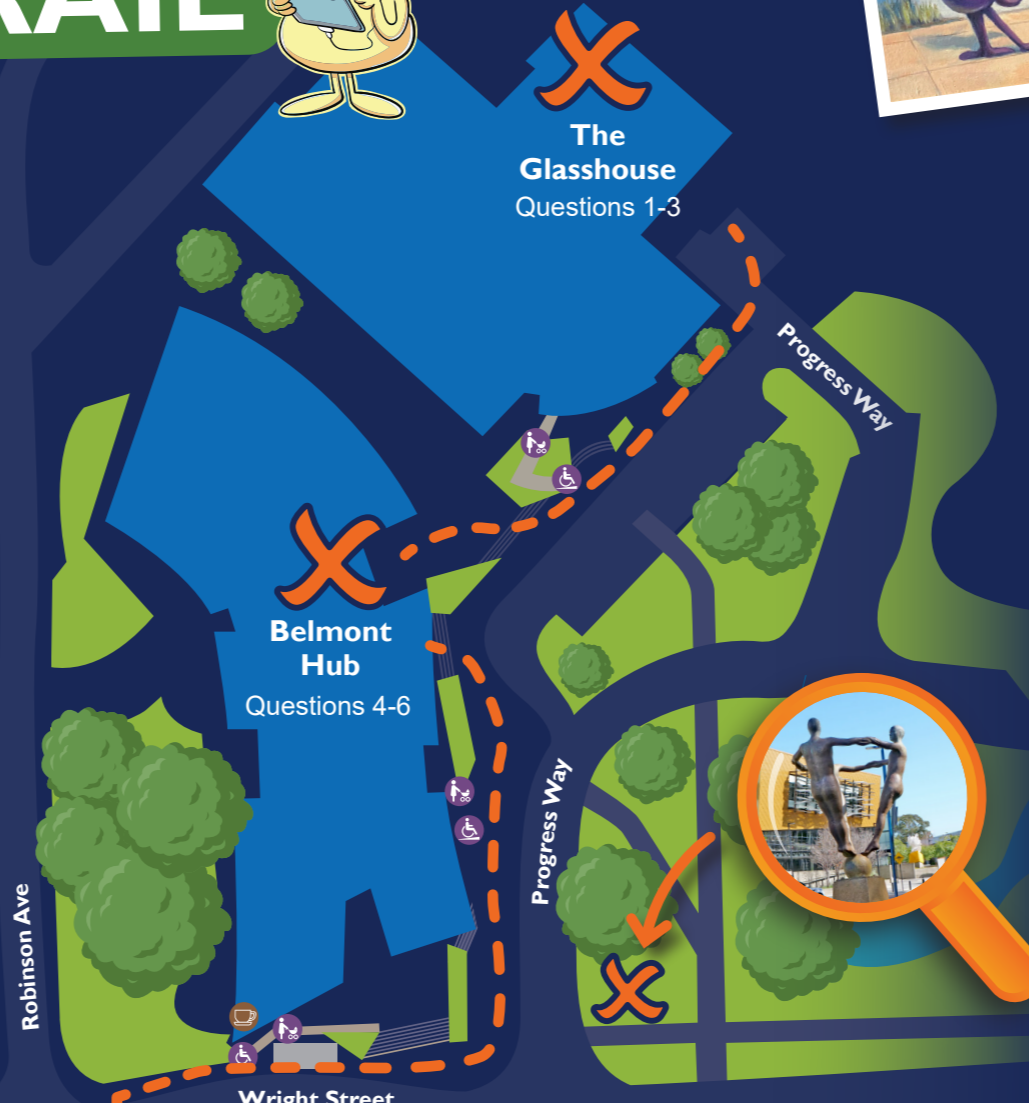 The
Glasshouse
Questions 1-3
Progress Way
Belmont
Hub
Questions 4-6
Progress Way
Robinson Ave
Wright Street